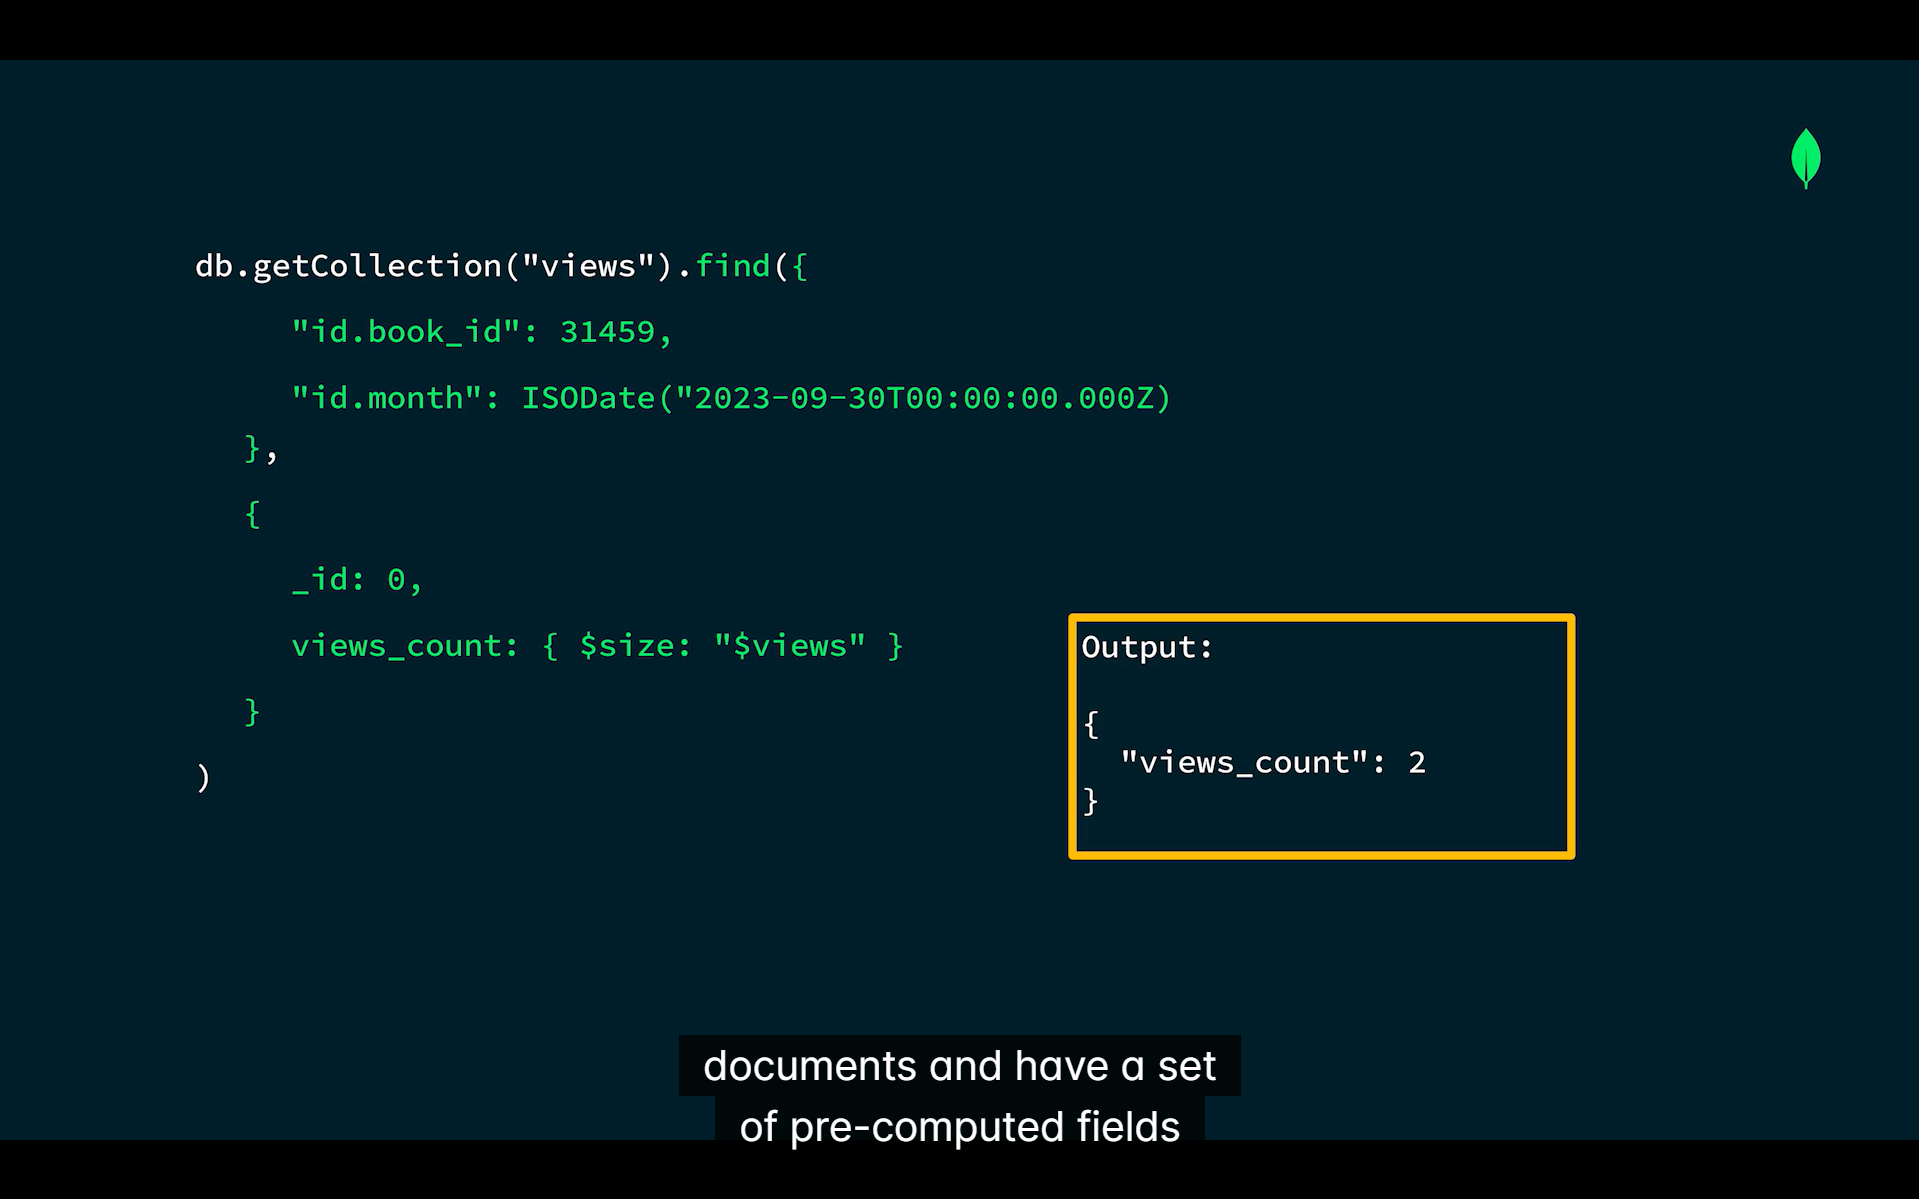 db.getCollection("views").find({
"id.book_id": 31459,
"id.month": ISODate("2023-09-30T00:00:00.000Z)
},
{
_id: 0,
views_count: { $size: "$views" }
}
)
Output:
{
"views_count": 2
}
documents and have a set
of pre-computed fields